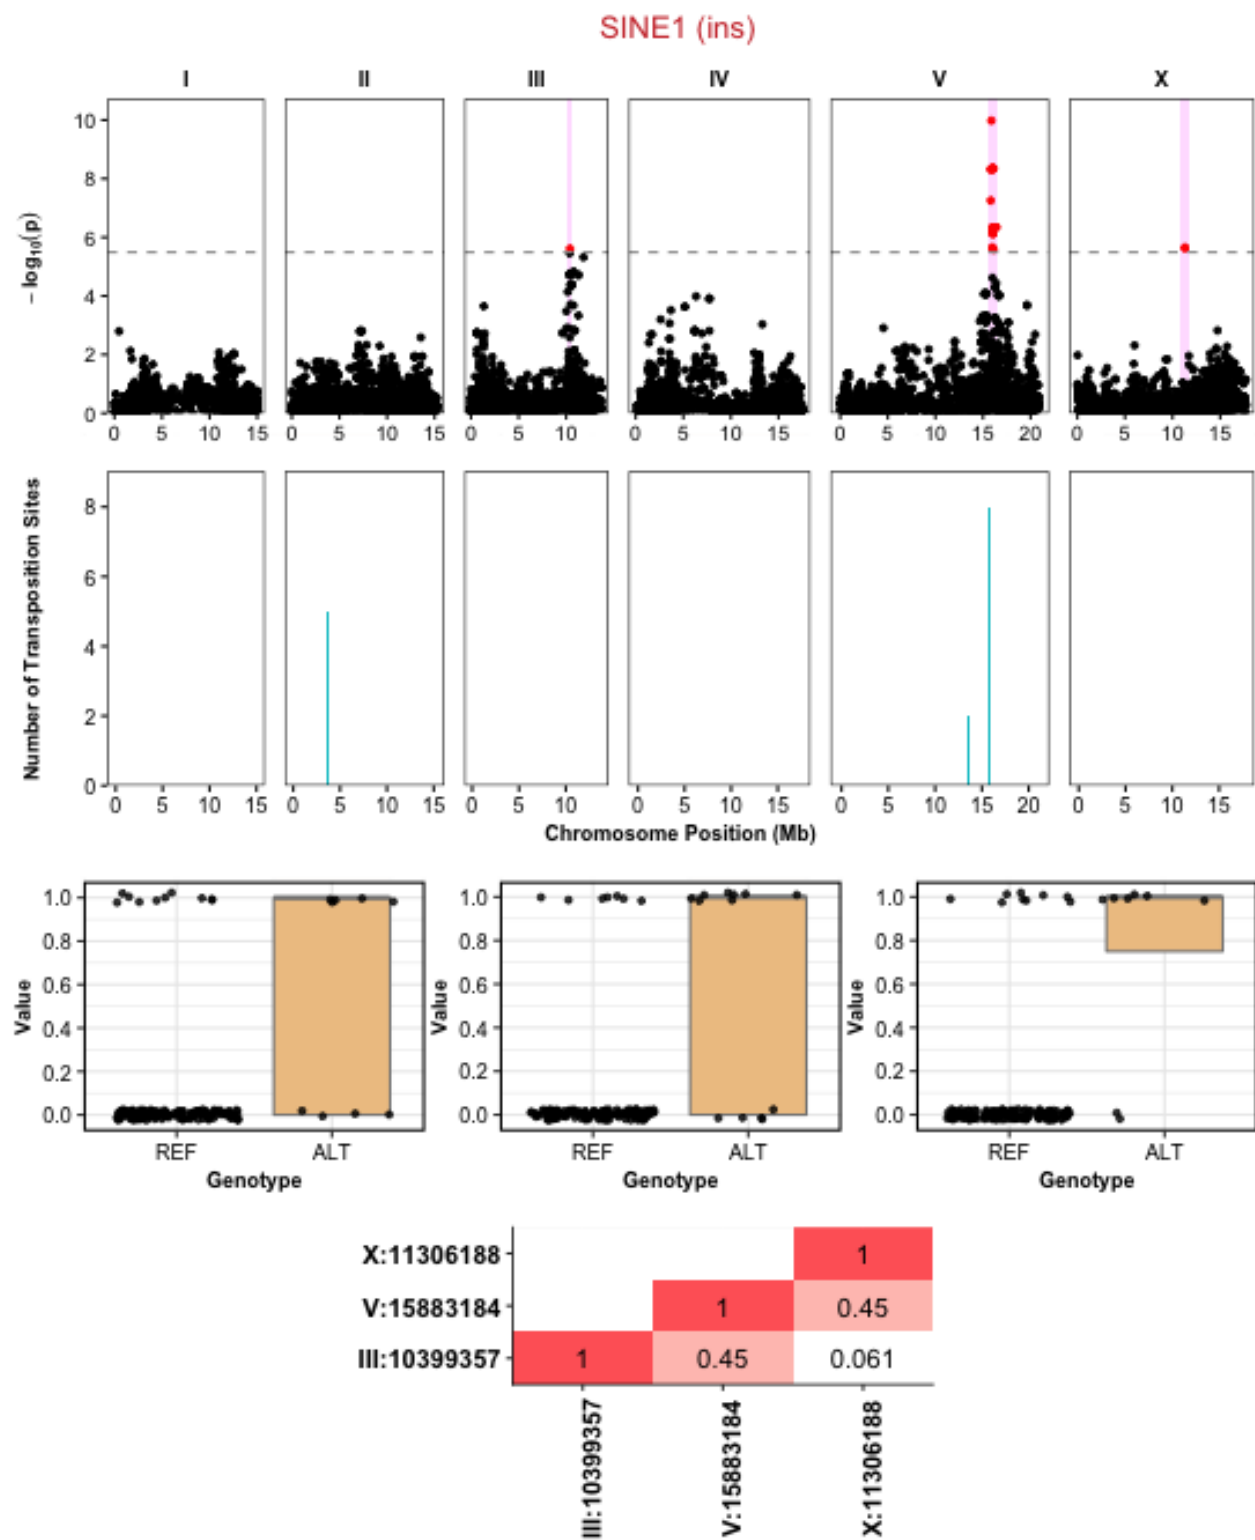 SINE1 (ins)
I II III IV V X
− log10(p)
10
8
6
4
2
0
0 5 10 15 0 5 10 15 0 5 10 0 5 10 15 0 5 10 15 20 0 5 10 15
Number of Transposition Sites
8
6
4
2
0
0 5 10 15 0 5 10 15 0 5 10 0 5 10 15 0 5 10 15 20 0 5 10 15
Chromosome Position (Mb)
Value
1.0
0.8
0.6
0.4
0.2
0.0
REF ALT
Genotype
Value
1.0
0.8
0.6
0.4
0.2
0.0
REF ALT
Genotype
Value
1.0
0.8
0.6
0.4
0.2
0.0
REF ALT
Genotype
X:11306188 1
V:15883184 1 0.45
III:10399357 1 0.45 0.061
III:10399357
V:15883184
X:11306188